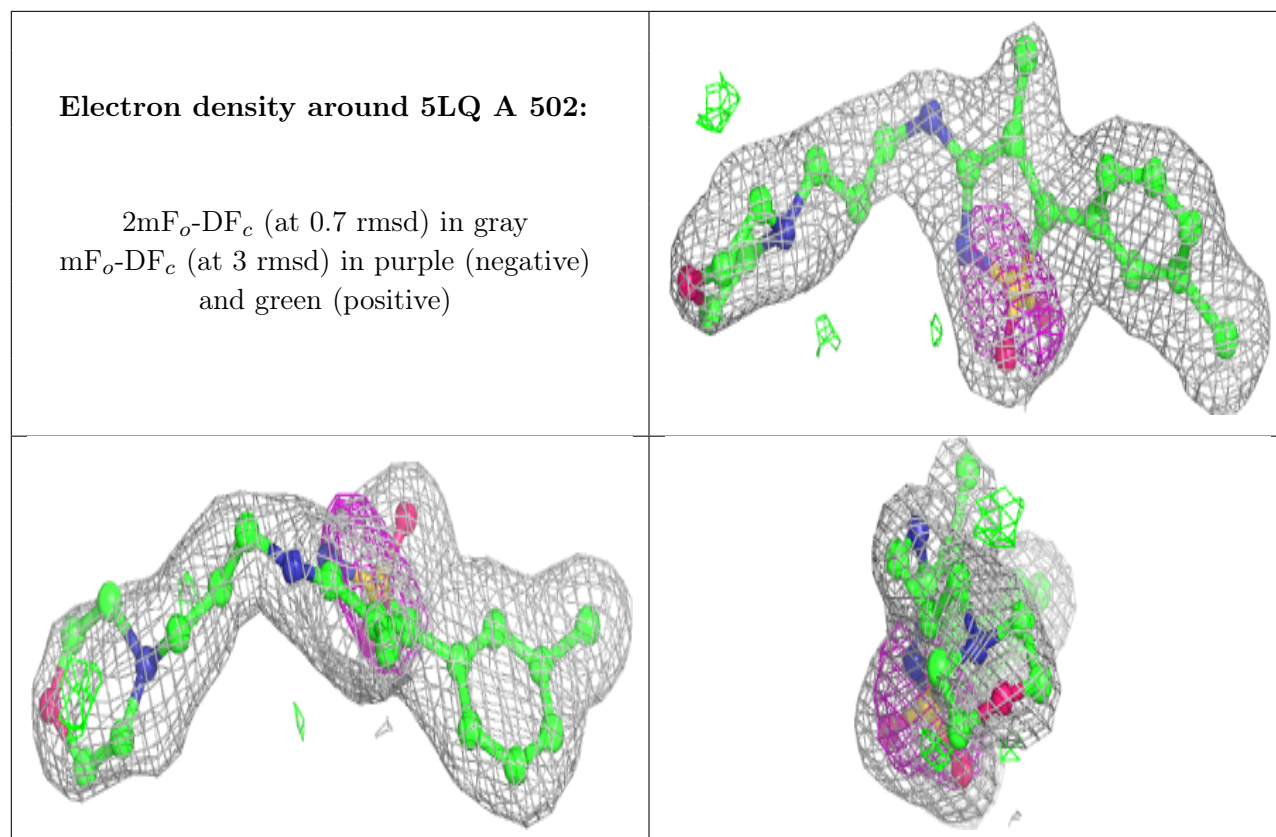 Electron density around 5LQ A 502:
2mFo-DFc (at 0.7 rmsd) in gray
mFo-DFc (at 3 rmsd) in purple (negative)
and green (positive)